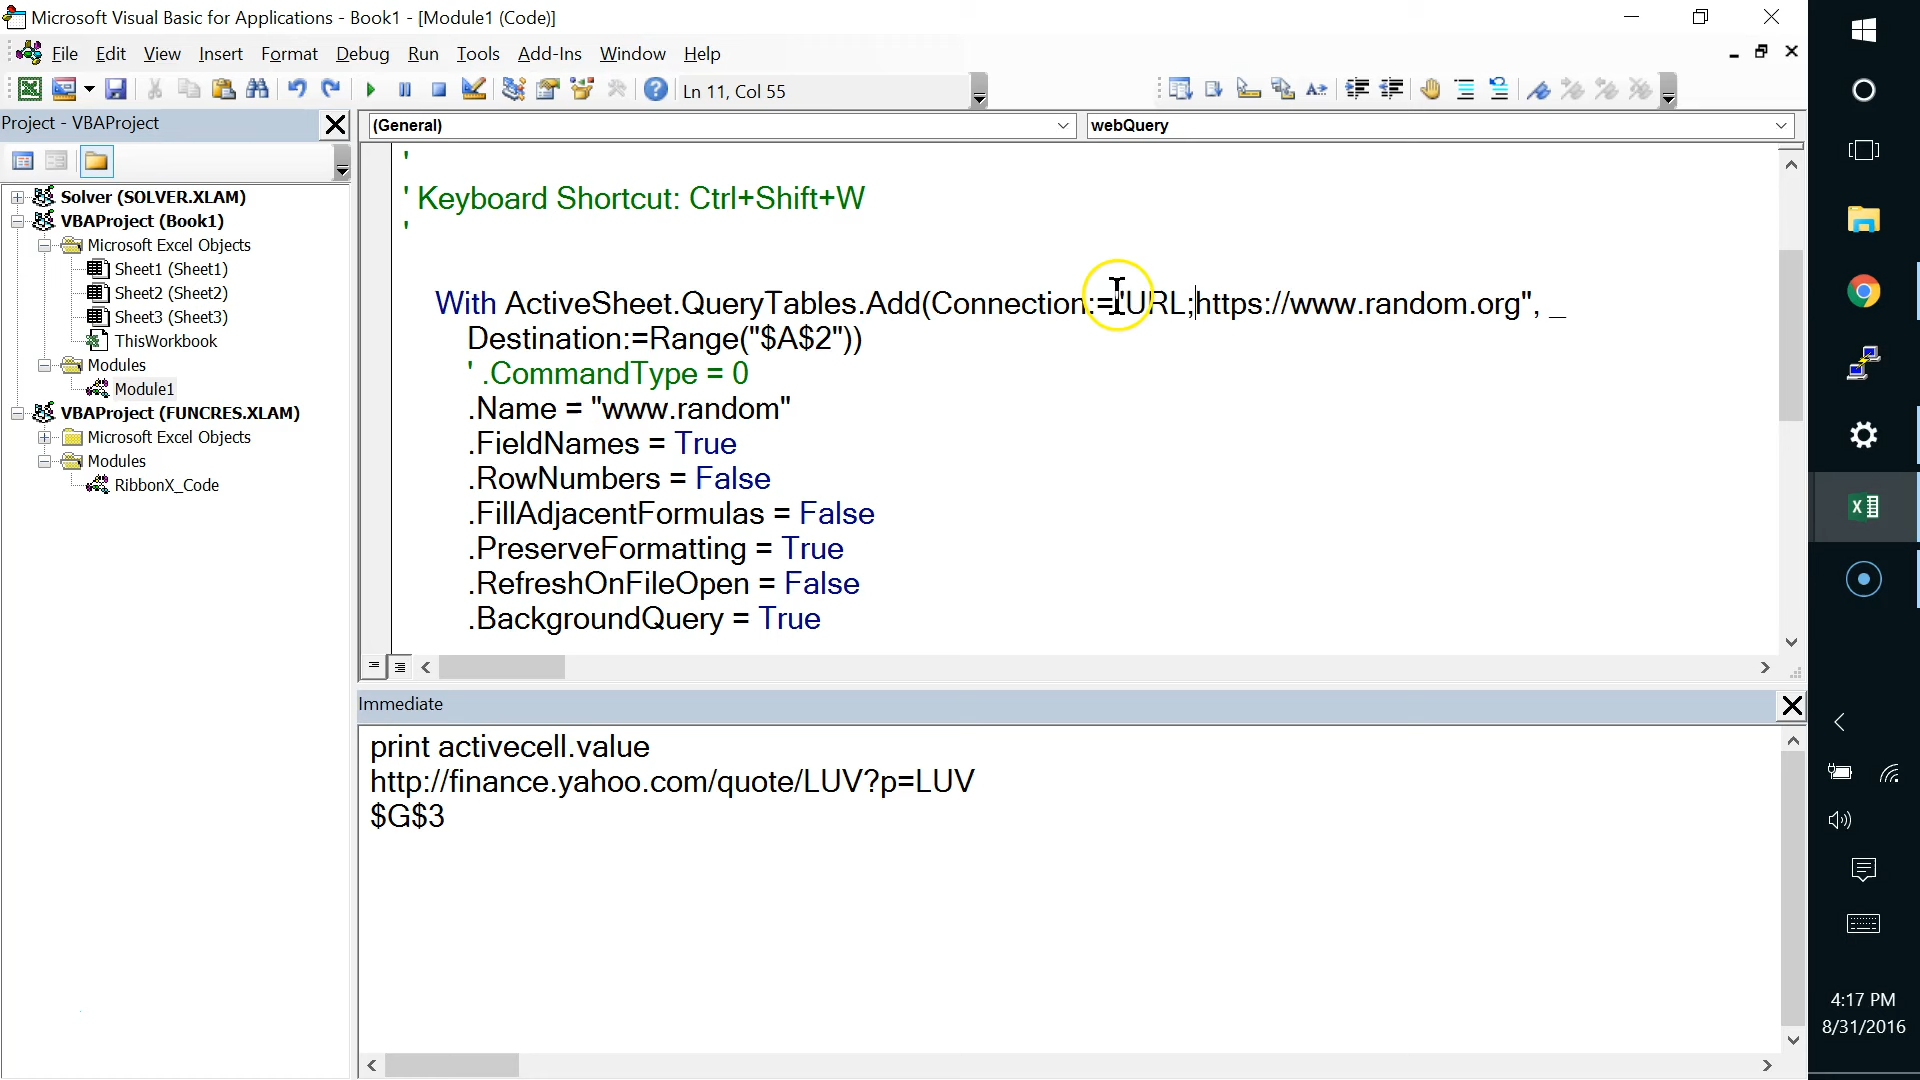 Microsoft Visual Basic for Applications - Book1 - [Module1 (Code)]
File Edit View Insert Format Debug Run Tools Add-Ins Window Help
Ln 11, Col 55
Project - VBAProject
(General)
webQuery
Solver (SOLVER.XLAM)
VBAProject (Book1)
Microsoft Excel Objects
Sheet1 (Sheet1)
Sheet2 (Sheet2)
Sheet3 (Sheet3)
ThisWorkbook
Modules
Module1
VBAProject (FUNCRES.XLAM)
Microsoft Excel Objects
Modules
RibbonX_Code
'
' Keyboard Shortcut: Ctrl+Shift+W
'
With ActiveSheet.QueryTables.Add(Connection:="URL;https://www.random.org", _
Destination:=Range("$A$2"))
' .CommandType = 0
.Name = "www.random"
.FieldNames = True
.RowNumbers = False
.FillAdjacentFormulas = False
.PreserveFormatting = True
.RefreshOnFileOpen = False
.BackgroundQuery = True
Immediate
print activecell.value
http://finance.yahoo.com/quote/LUV?p=LUV
$G$3
4:17 PM
8/31/2016